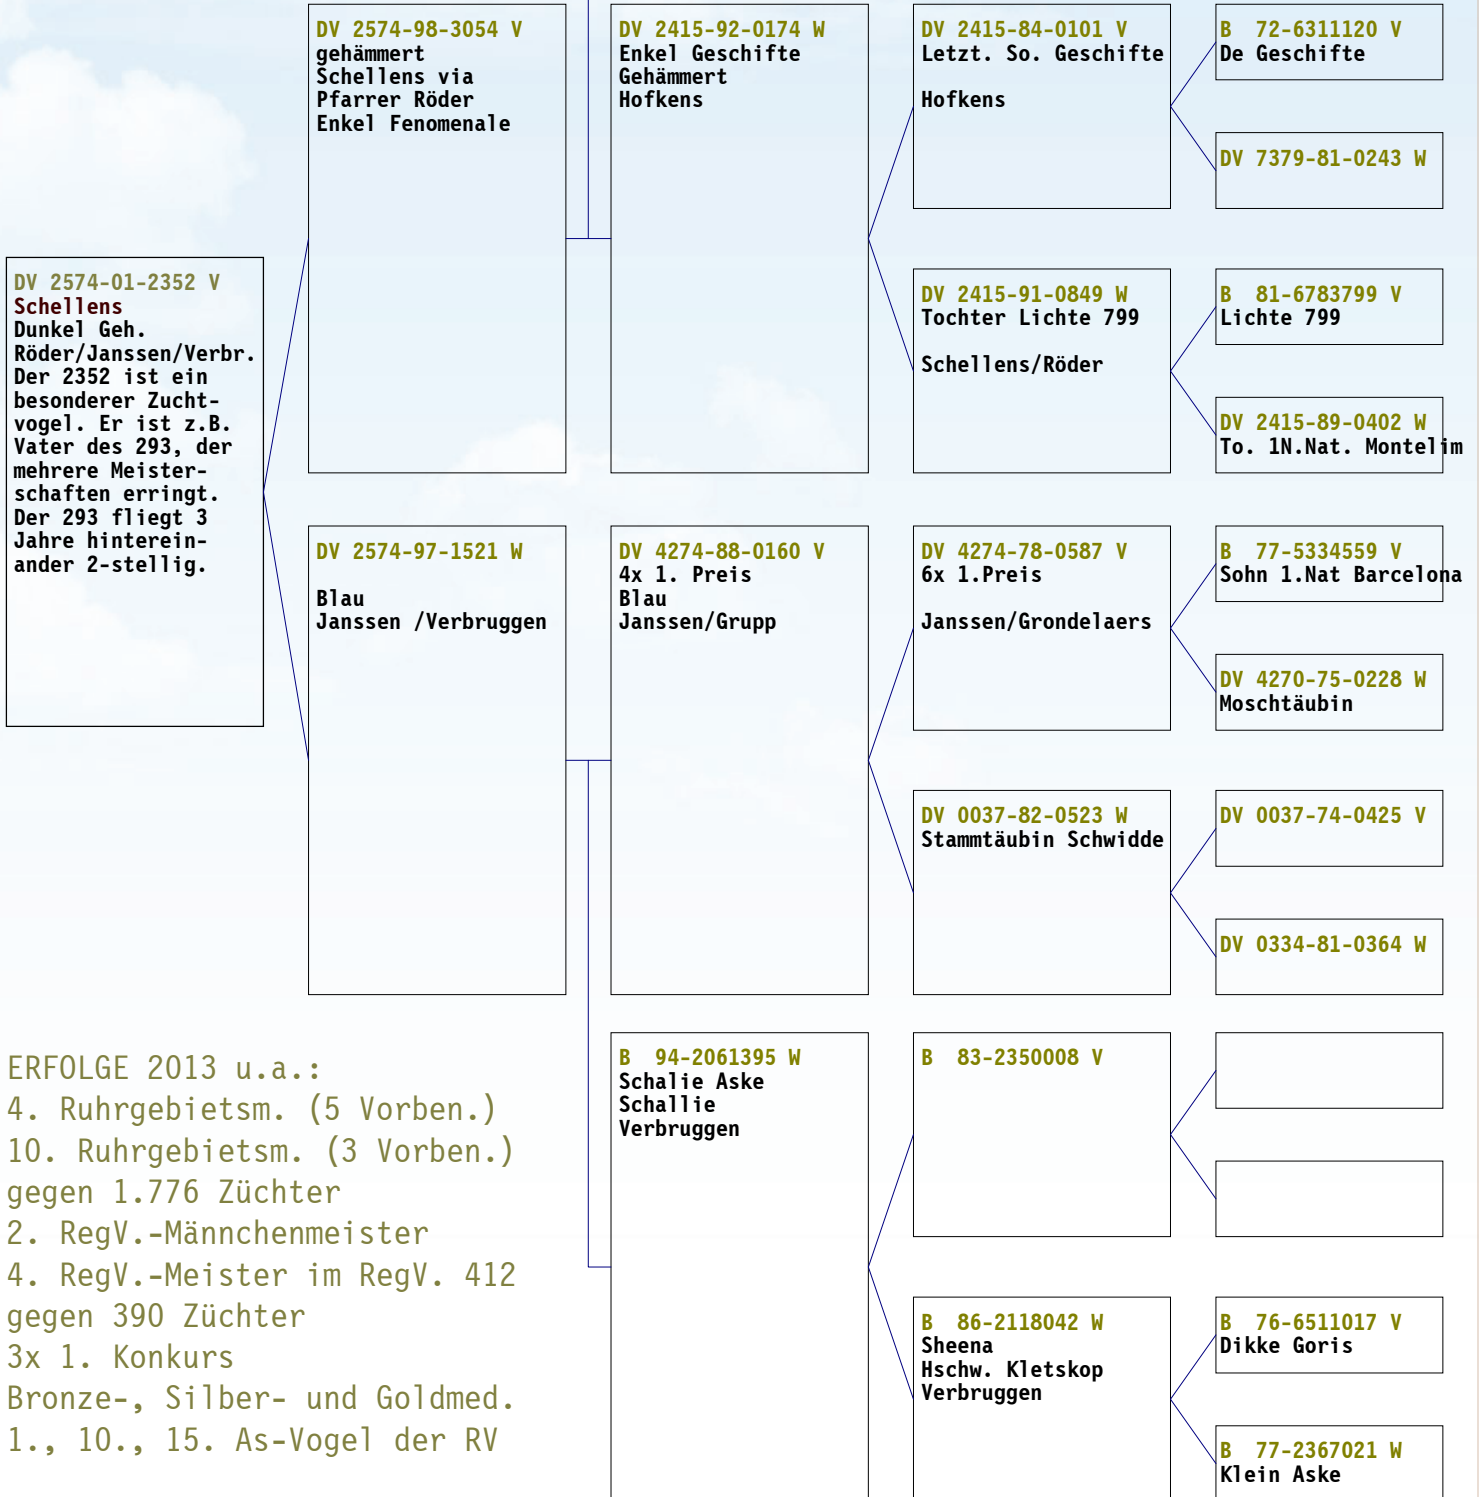 DV 2574-01-2352 V
Schellens
Dunkel Geh.
Röder/Janssen/Verbr.
Der 2352 ist ein
besonderer Zucht-
vogel. Er ist z.B.
Vater des 293, der
mehrere Meister-
schaften erringt.
Der 293 fliegt 3
Jahre hinterein-
ander 2-stellig.
DV 2574-98-3054 V
gehämmert
Schellens via
Pfarrer Röder
Enkel Fenomenale
DV 2574-97-1521 W
Blau
Janssen /Verbruggen
DV 2415-92-0174 W
Enkel Geschifte
Gehämmert
Hofkens
DV 4274-88-0160 V
4x 1. Preis
Blau
Janssen/Grupp
B 94-2061395 W
Schalie Aske
Schallie
Verbruggen
DV 2415-84-0101 V
Letzt. So. Geschifte
Hofkens
DV 2415-91-0849 W
Tochter Lichte 799
Schellens/Röder
DV 4274-78-0587 V
6x 1.Preis
Janssen/Grondelaers
DV 0037-82-0523 W
Stammtäubin Schwidde
B 83-2350008 V
B 86-2118042 W
Sheena
Hschw. Kletskop
Verbruggen
B 72-6311120 V
De Geschifte
DV 7379-81-0243 W
B 81-6783799 V
Lichte 799
DV 2415-89-0402 W
To. 1N.Nat. Montelim
B 77-5334559 V
Sohn 1.Nat Barcelona
DV 4270-75-0228 W
Moschtäubin
DV 0037-74-0425 V
DV 0334-81-0364 W
B 76-6511017 V
Dikke Goris
B 77-2367021 W
Klein Aske
ERFOLGE 2013 u.a.:
4. Ruhrgebietsm. (5 Vorben.)
10. Ruhrgebietsm. (3 Vorben.)
gegen 1.776 Züchter
2. RegV.-Männchenmeister
4. RegV.-Meister im RegV. 412
gegen 390 Züchter
3x 1. Konkurs
Bronze-, Silber- und Goldmed.
1., 10., 15. As-Vogel der RV